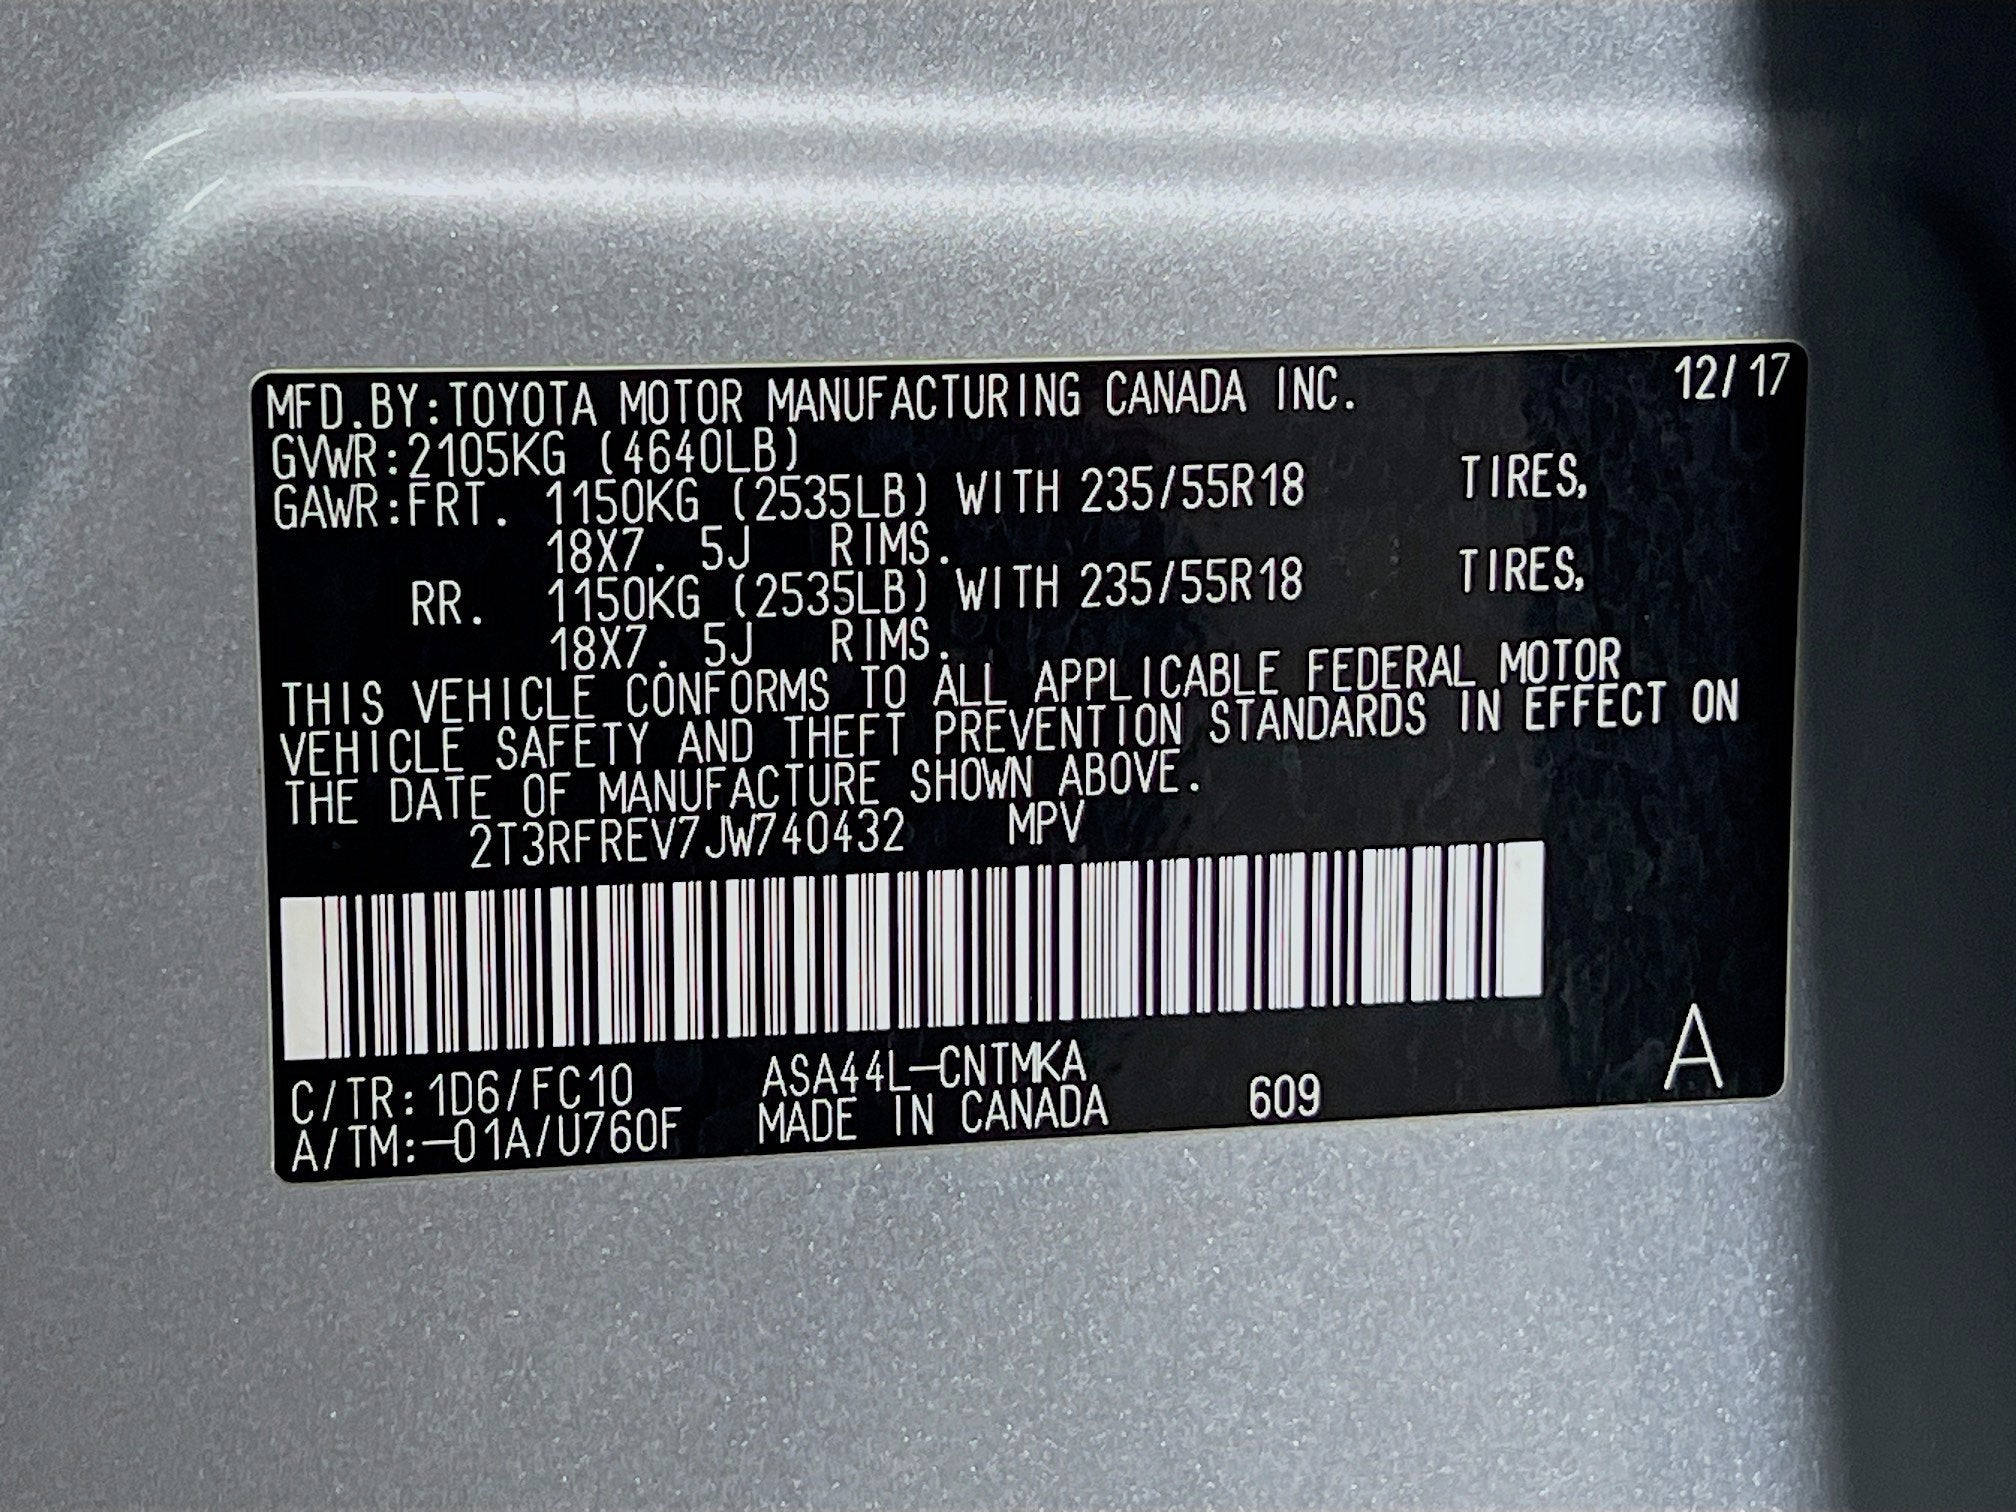 MFD.BY:TOYOTA MOTOR MANUFACTURING CANADA INC. 12/17
GVWR:2105KG (4640LB)
GAWR:FRT. 1150KG (2535LB) WITH 235/55R18 TIRES,
18X7.5J RIMS.
RR. 1150KG (2535LB) WITH 235/55R18 TIRES,
18X7.5J RIMS.
THIS VEHICLE CONFORMS TO ALL APPLICABLE FEDERAL MOTOR
VEHICLE SAFETY AND THEFT PREVENTION STANDARDS IN EFFECT ON
THE DATE OF MANUFACTURE SHOWN ABOVE.
2T3RFREV7JW740432 MPV
C/TR:1D6/FC10 ASA44L-CNTMKA
A/TM:-01A/U760F MADE IN CANADA 609 A